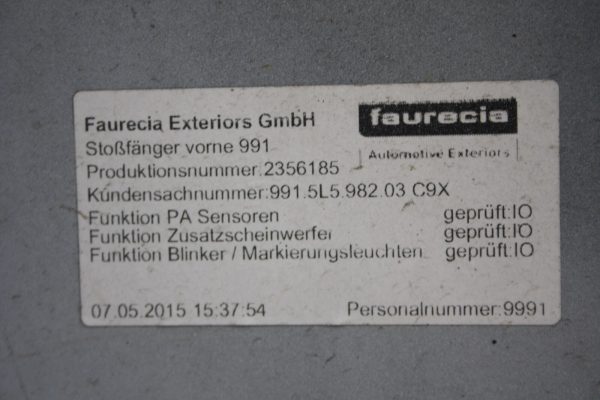 Faurecia Exteriors GmbH
faurecia
Automotive Exteriors
Stoßfänger vorne 991
Produktionsnummer:2356185
Kundensachnummer:991.5L5.982.03 C9X
Funktion PA Sensoren geprüft:IO
Funktion Zusatzscheinwerfer geprüft:IO
Funktion Blinker / Markierungsleuchten geprüft:IO
07.05.2015 15:37:54 Personalnummer:9991